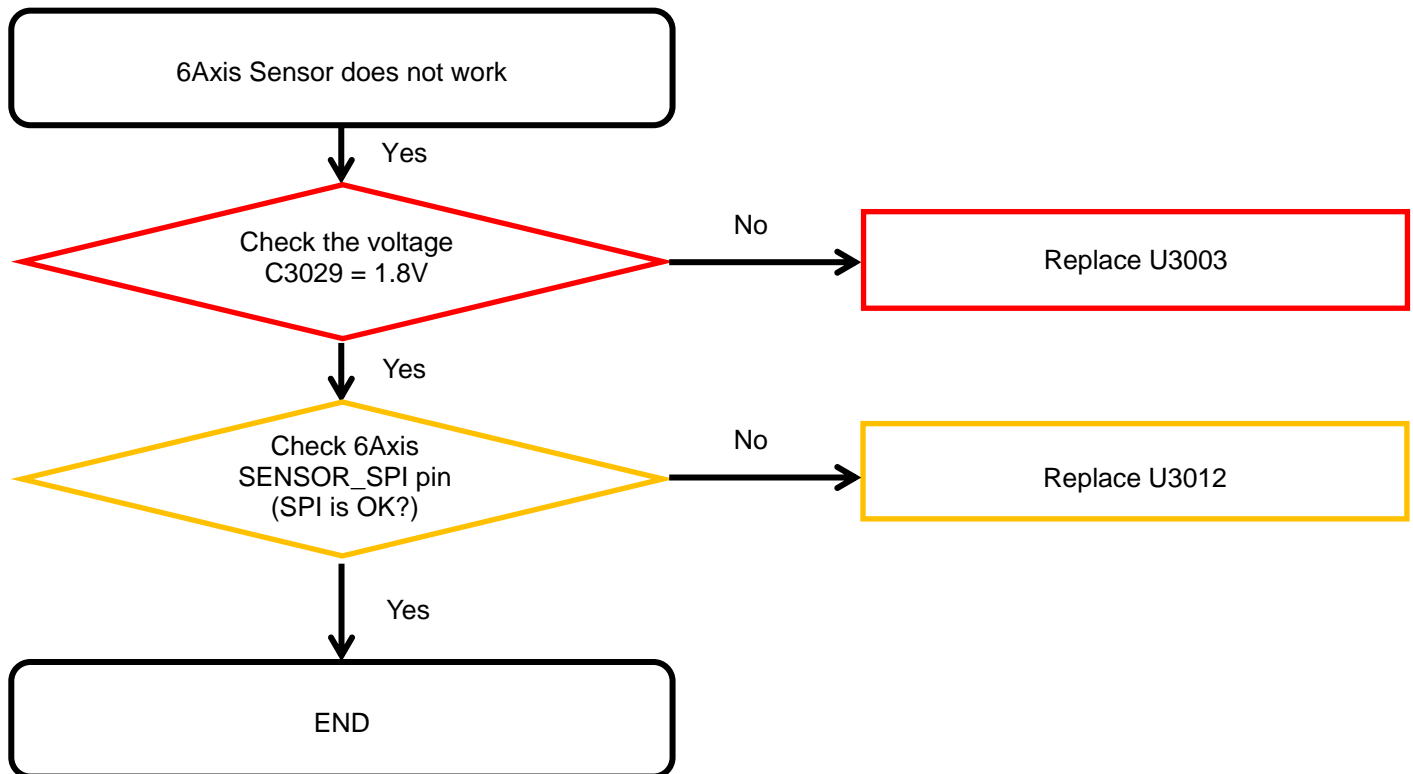 6Axis Sensor does not work
Yes
Check the voltage
C3029 = 1.8V
No
Replace U3003
Yes
Check 6Axis
SENSOR_SPI pin
(SPI is OK?)
No
Replace U3012
Yes
END